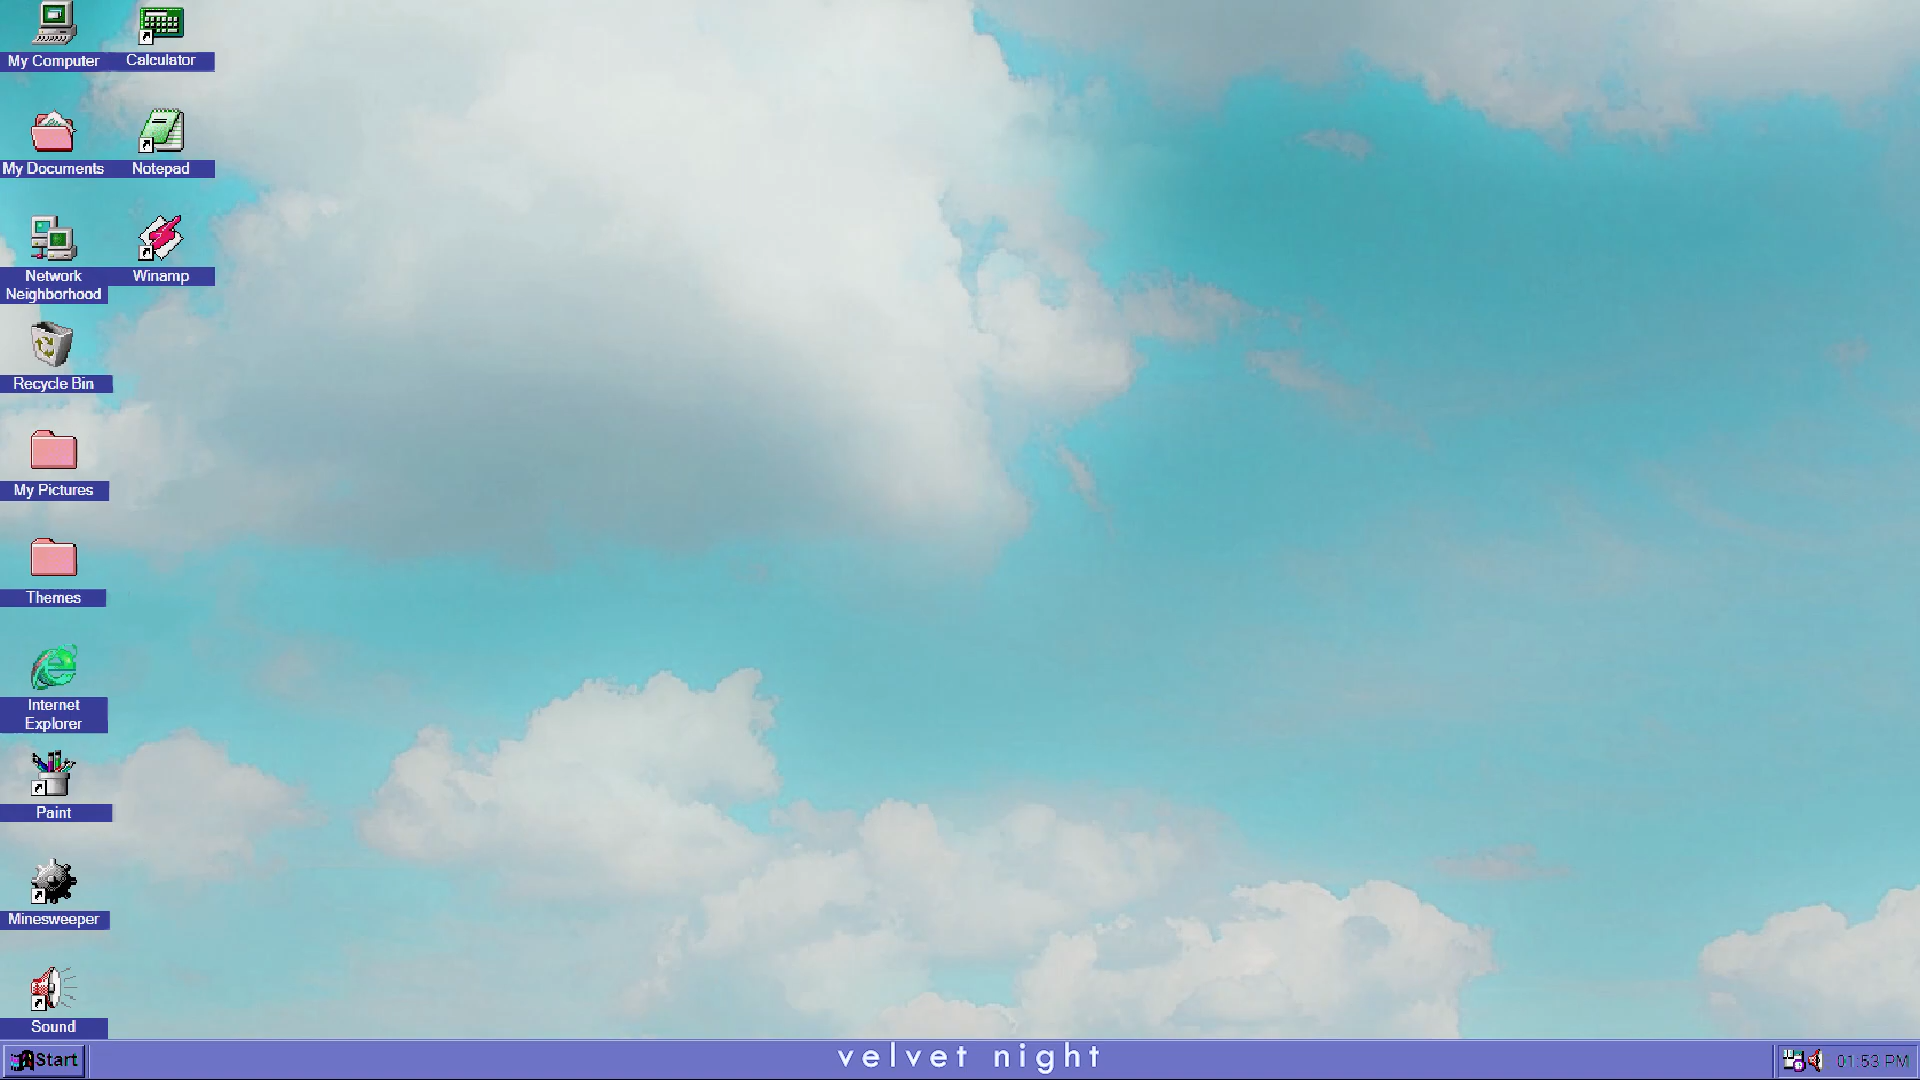 My Computer
Calculator
My Documents
Notepad
Network
Neighborhood
Winamp
Recycle Bin
My Pictures
Themes
Internet
Explorer
Paint
Minesweeper
Sound
Start
velvet night
01:53 PM